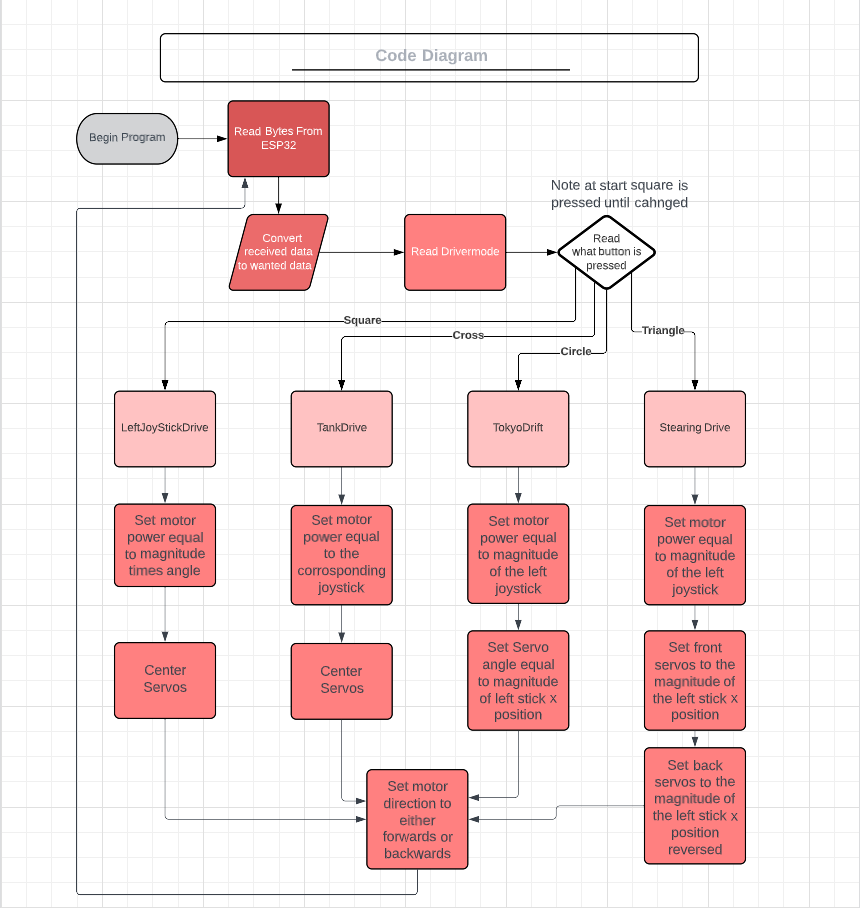 Code Diagram
Begin Program
Read Bytes From
ESP32
Note at start square is
pressed until cahnged
Convert
received data
to wanted data
Read Drivermode
Read
what button is
pressed
Square
Cross
Circle
Triangle
LeftJoyStickDrive
TankDrive
TokyoDrift
Stearing Drive
Set motor
power equal
to magnitude
times angle
Set motor
power equal
to the
corrosponding
joystick
Set motor
power equal
to magnitude
of the left
joystick
Set motor
power equal
to magnitude
of the left
joystick
Center
Servos
Center
Servos
Set Servo
angle equal
to magnitude
of left stick x
position
Set front
servos to the
magnitude of
the left stick x
position
Set motor
direction to
either
forwards or
backwards
Set back
servos to the
magnitude of
the left stick x
position
reversed